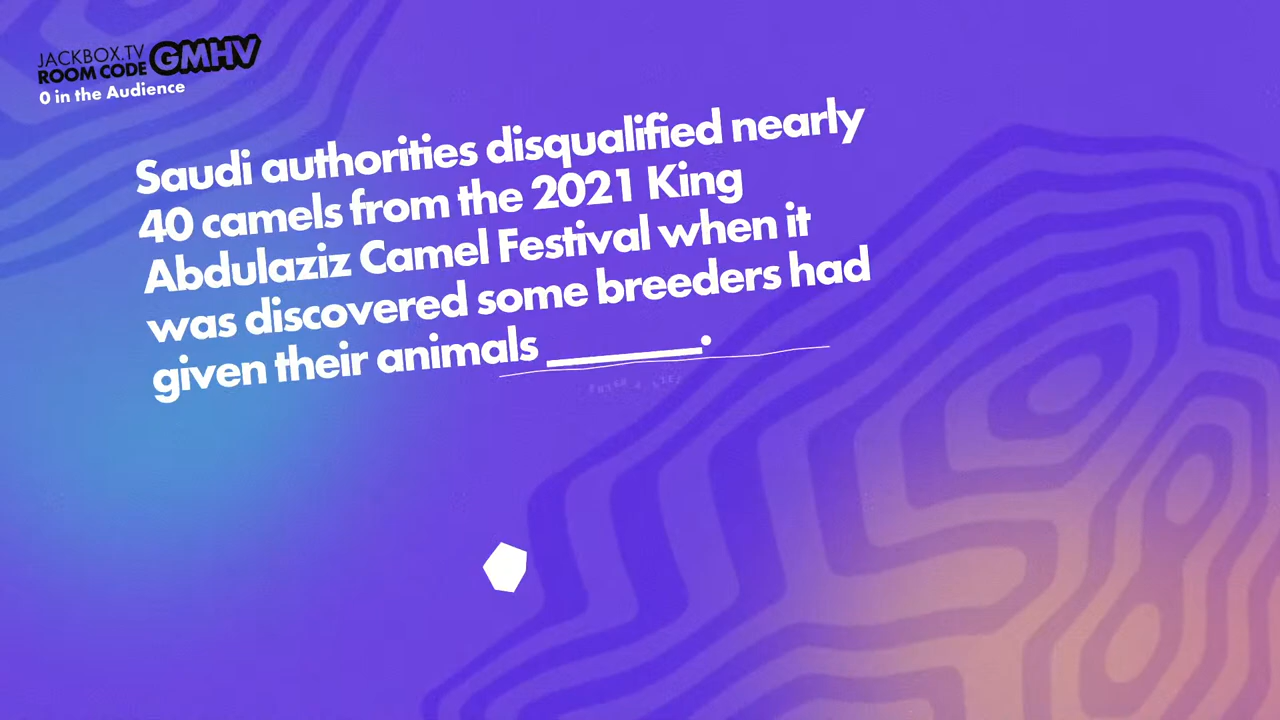 JACKBOX.TV
ROOM CODE GMHV
0 in the Audience
Saudi authorities disqualified nearly
40 camels from the 2021 King
Abdulaziz Camel Festival when it
was discovered some breeders had
given their animals ________.